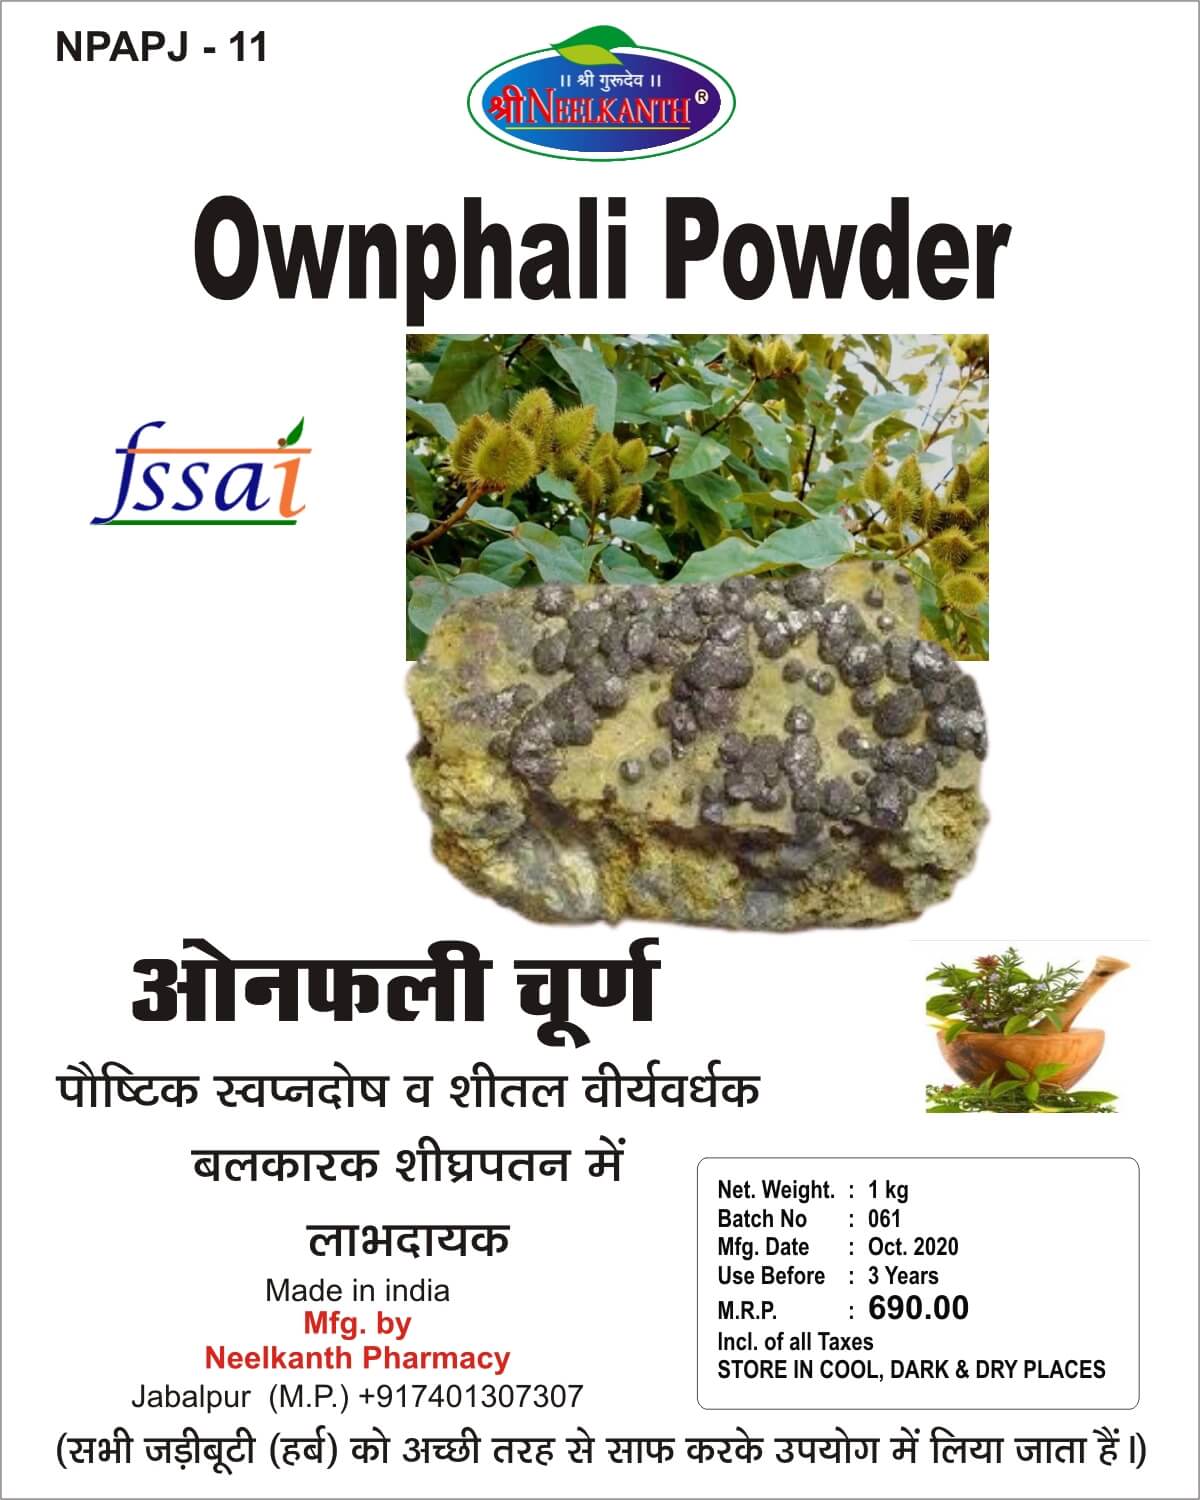 NPAPJ - 11
।। श्री गुरूदेव ।।
श्री NEELKANTH ®
Ownphali Powder
fssai
ओनफली चूर्ण
पौष्टिक स्वप्नदोष व शीतल वीर्यवर्धक
बलकारक शीघ्रपतन में
लाभदायक
Made in india
Mfg. by
Neelkanth Pharmacy
Jabalpur (M.P.) +917401307307
Net. Weight. : 1 kg
Batch No : 061
Mfg. Date : Oct. 2020
Use Before : 3 Years
M.R.P. : 690.00
Incl. of all Taxes
STORE IN COOL, DARK & DRY PLACES
(सभी जड़ीबूटी (हर्ब) को अच्छी तरह से साफ करके उपयोग में लिया जाता हैं।)